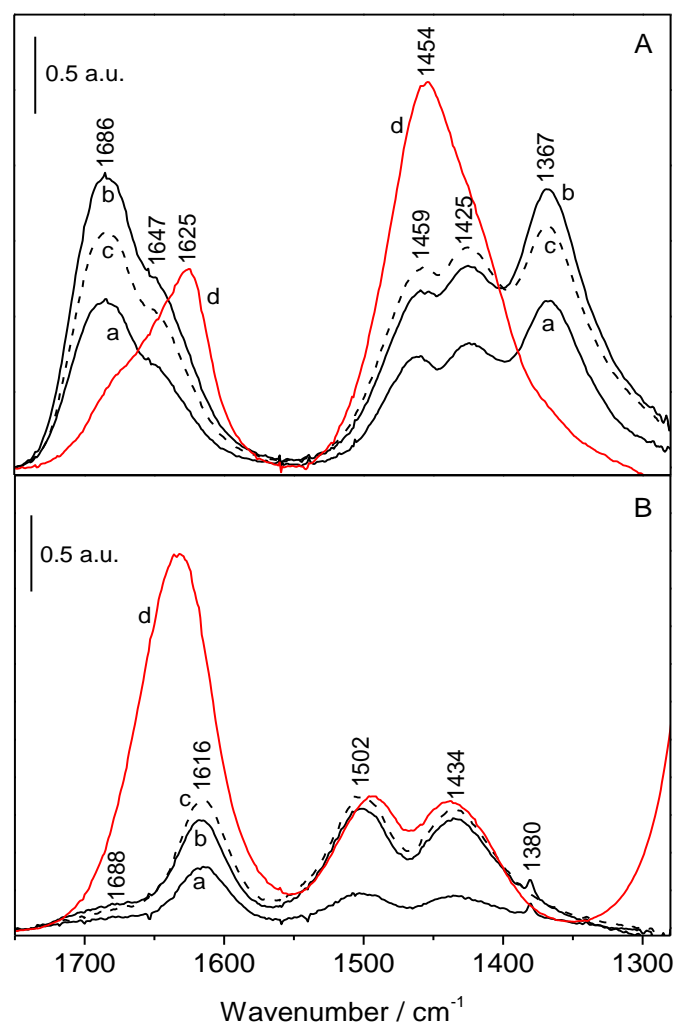 A
0.5 a.u.
1686
1647
1625
1454
1459
1425
1367
b
c
a
d
d
b
c
a
B
0.5 a.u.
d
1688
c
1616
b
a
1502
1434
1380
1700 1600 1500 1400 1300
Wavenumber / cm⁻¹